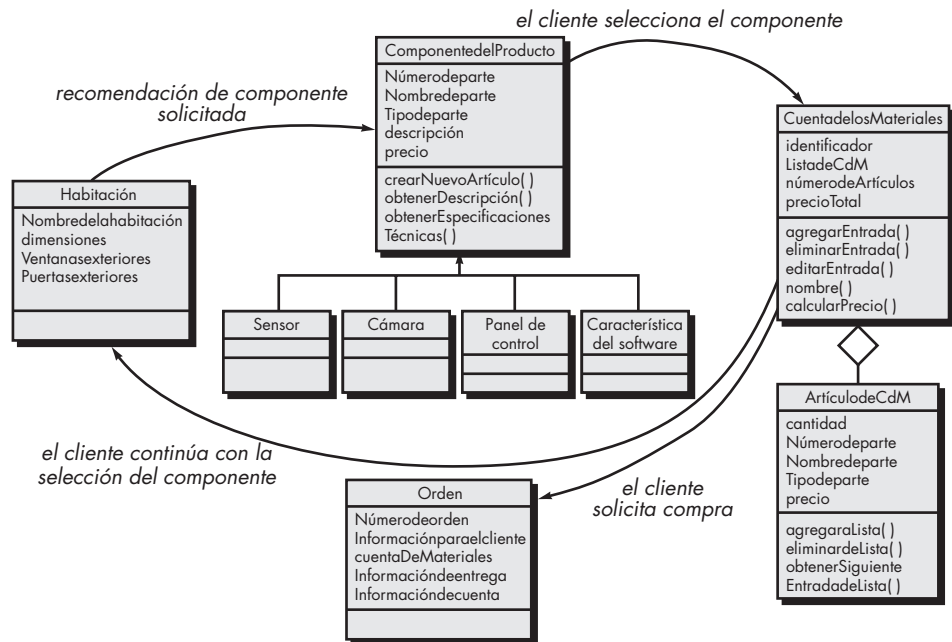 el cliente selecciona el componente
recomendación de componente
solicitada
ComponentedelProducto
Númerodeparte
Nombredeparte
Tipodeparte
descripción
precio
crearNuevoArtículo( )
obtenerDescripción( )
obtenerEspecificaciones
Técnicas( )
CuentadelosMateriales
identificador
ListadeCdM
númerodeArtículos
precioTotal
agregarEntrada( )
eliminarEntrada( )
editarEntrada( )
nombre( )
calcularPrecio( )
Habitación
Nombredelahabitación
dimensiones
Ventanasexteriores
Puertasexteriores
Sensor
Cámara
Panel de
control
Característica
del software
ArtículodeCdM
cantidad
Númerodeparte
Nombredeparte
Tipodeparte
precio
agregaraLista( )
eliminardeLista( )
obtenerSiguiente
EntradadeLista( )
el cliente continúa con la
selección del componente
Orden
Númerodeorden
Informaciónparaelcliente
cuentaDeMateriales
Informacióndeentrega
Informacióndecuenta
el cliente
solicita compra